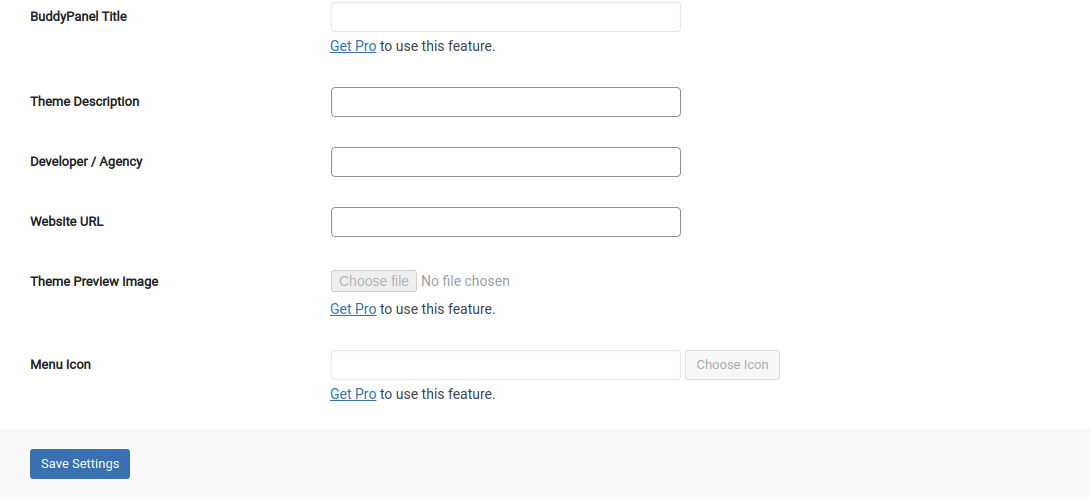 BuddyPanel Title
Get Pro to use this feature.
Theme Description
Developer / Agency
Website URL
Theme Preview Image
Choose file No file chosen
Get Pro to use this feature.
Menu Icon
Choose Icon
Get Pro to use this feature.
Save Settings